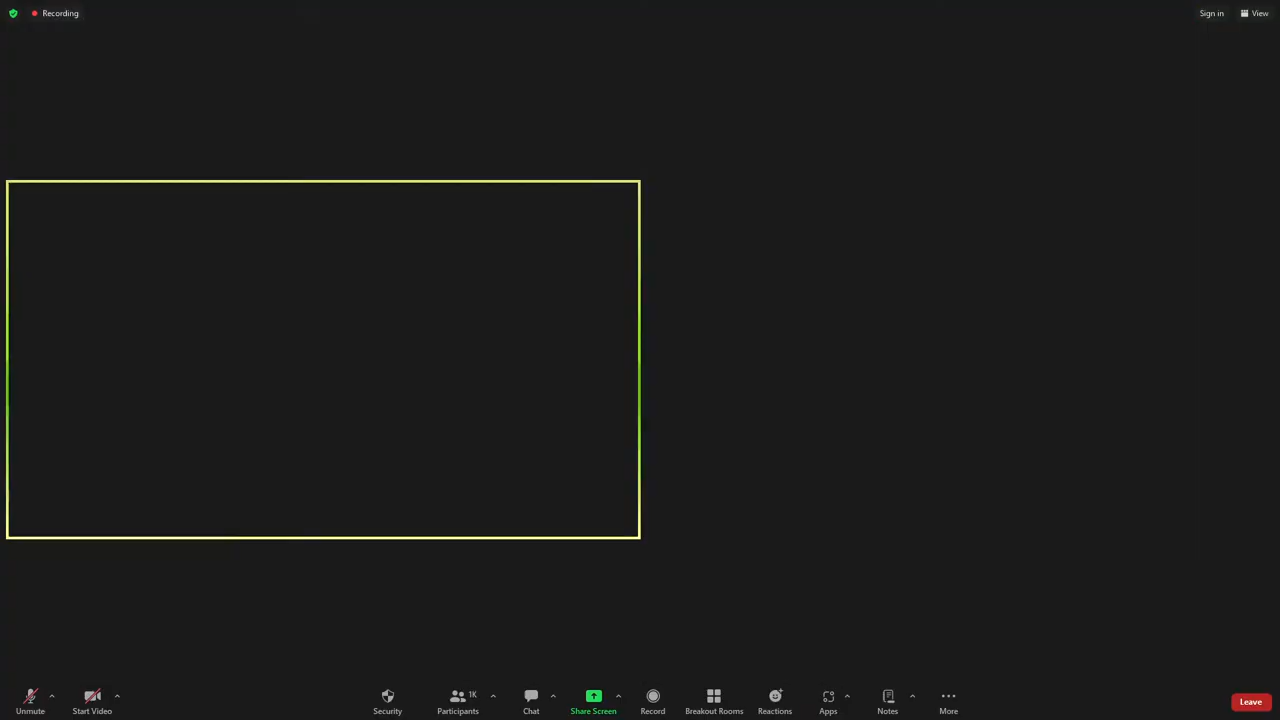 Recording
Sign in
View
1K
Unmute
Start Video
Security
Participants
Chat
Share Screen
Record
Breakout Rooms
Reactions
Apps
Notes
More
Leave